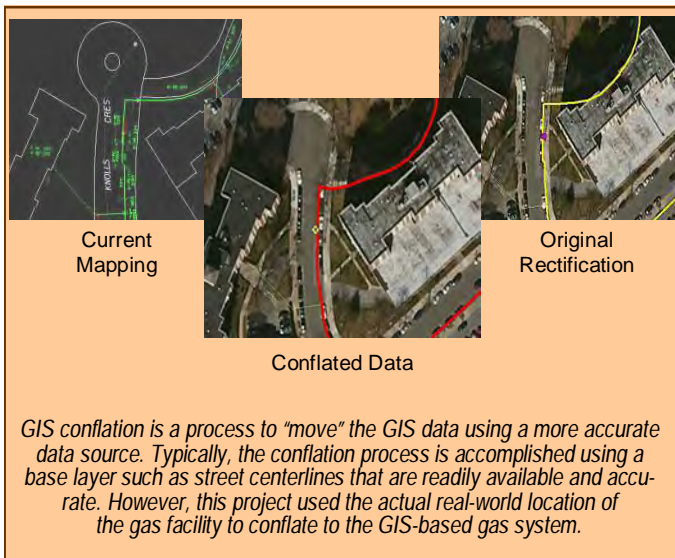 KNOLLS CRES
Current
Mapping
Original
Rectification
Conflated Data
GIS conflation is a process to “move” the GIS data using a more accurate
data source. Typically, the conflation process is accomplished using a
base layer such as street centerlines that are readily available and accu-
rate. However, this project used the actual real-world location of
the gas facility to conflate to the GIS-based gas system.